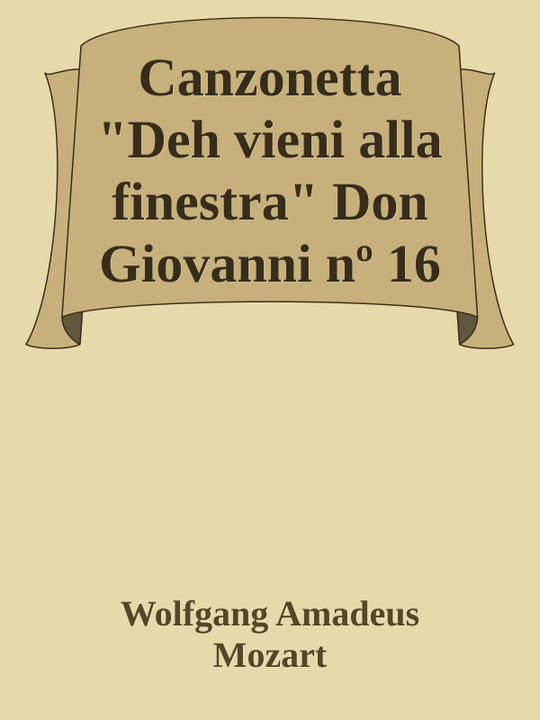 Canzonetta
"Deh vieni alla
finestra" Don
Giovanni nº 16
Wolfgang Amadeus
Mozart